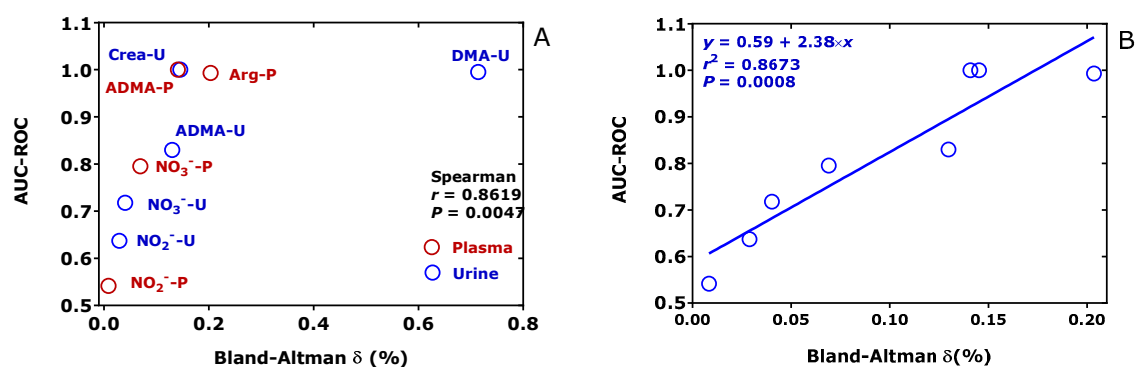 A
1.1
1.0
0.9
0.8
0.7
0.6
0.5
AUC-ROC
Crea-U
DMA-U
ADMA-P
Arg-P
ADMA-U
NO₃⁻-P
NO₃⁻-U
NO₂⁻-U
NO₂⁻-P
Spearman
r = 0.8619
P = 0.0047
Plasma
Urine
0.0 0.2 0.4 0.6 0.8
Bland-Altman δ (%)
B
1.1
1.0
0.9
0.8
0.7
0.6
0.5
AUC-ROC
y = 0.59 + 2.38×x
r² = 0.8673
P = 0.0008
0.00 0.05 0.10 0.15 0.20
Bland-Altman δ(%)